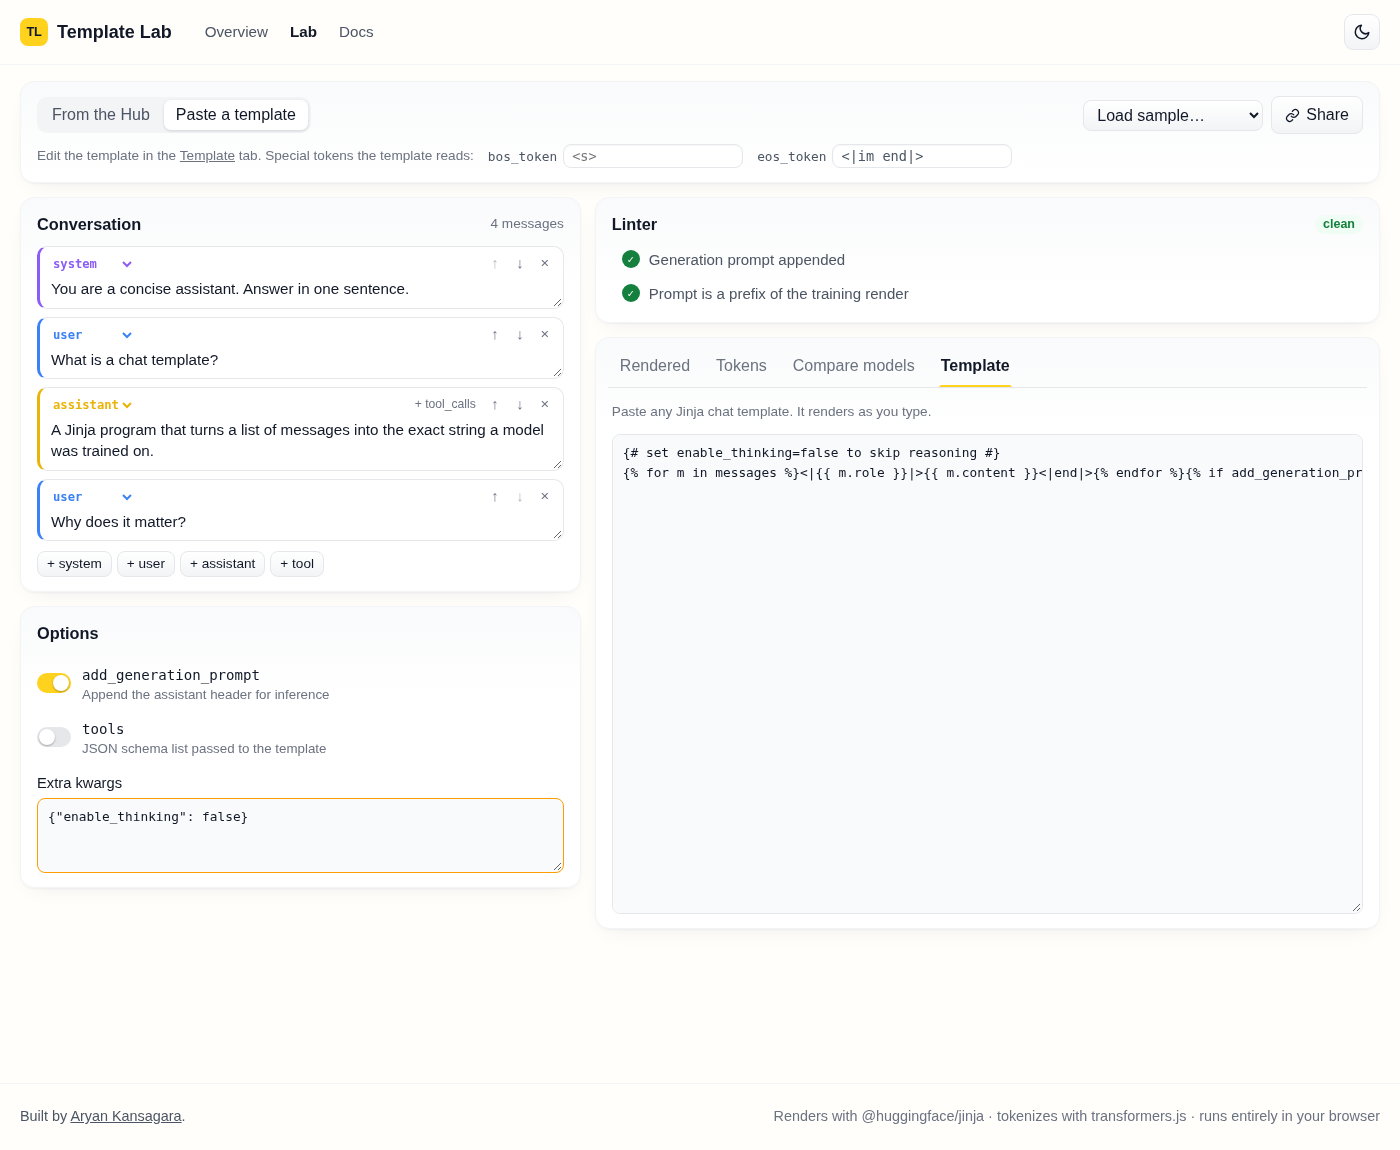 TL Template Lab Overview Lab Docs
From the Hub Paste a template Load sample… Share
Edit the template in the Template tab. Special tokens the template reads: bos_token <s> eos_token <|im_end|>
Conversation 4 messages
system ↑ ↓ ×
You are a concise assistant. Answer in one sentence.
user ↑ ↓ ×
What is a chat template?
assistant + tool_calls ↑ ↓ ×
A Jinja program that turns a list of messages into the exact string a model
was trained on.
user ↑ ↓ ×
Why does it matter?
+ system + user + assistant + tool
Options
add_generation_prompt
Append the assistant header for inference
tools
JSON schema list passed to the template
Extra kwargs
{"enable_thinking": false}
Linter clean
✓ Generation prompt appended
✓ Prompt is a prefix of the training render
Rendered Tokens Compare models Template
Paste any Jinja chat template. It renders as you type.
{# set enable_thinking=false to skip reasoning #}
{% for m in messages %}<|{{ m.role }}|>{{ m.content }}<|end|>{% endfor %}{% if add_generation_pr
Built by Aryan Kansagara.
Renders with @huggingface/jinja · tokenizes with transformers.js · runs entirely in your browser